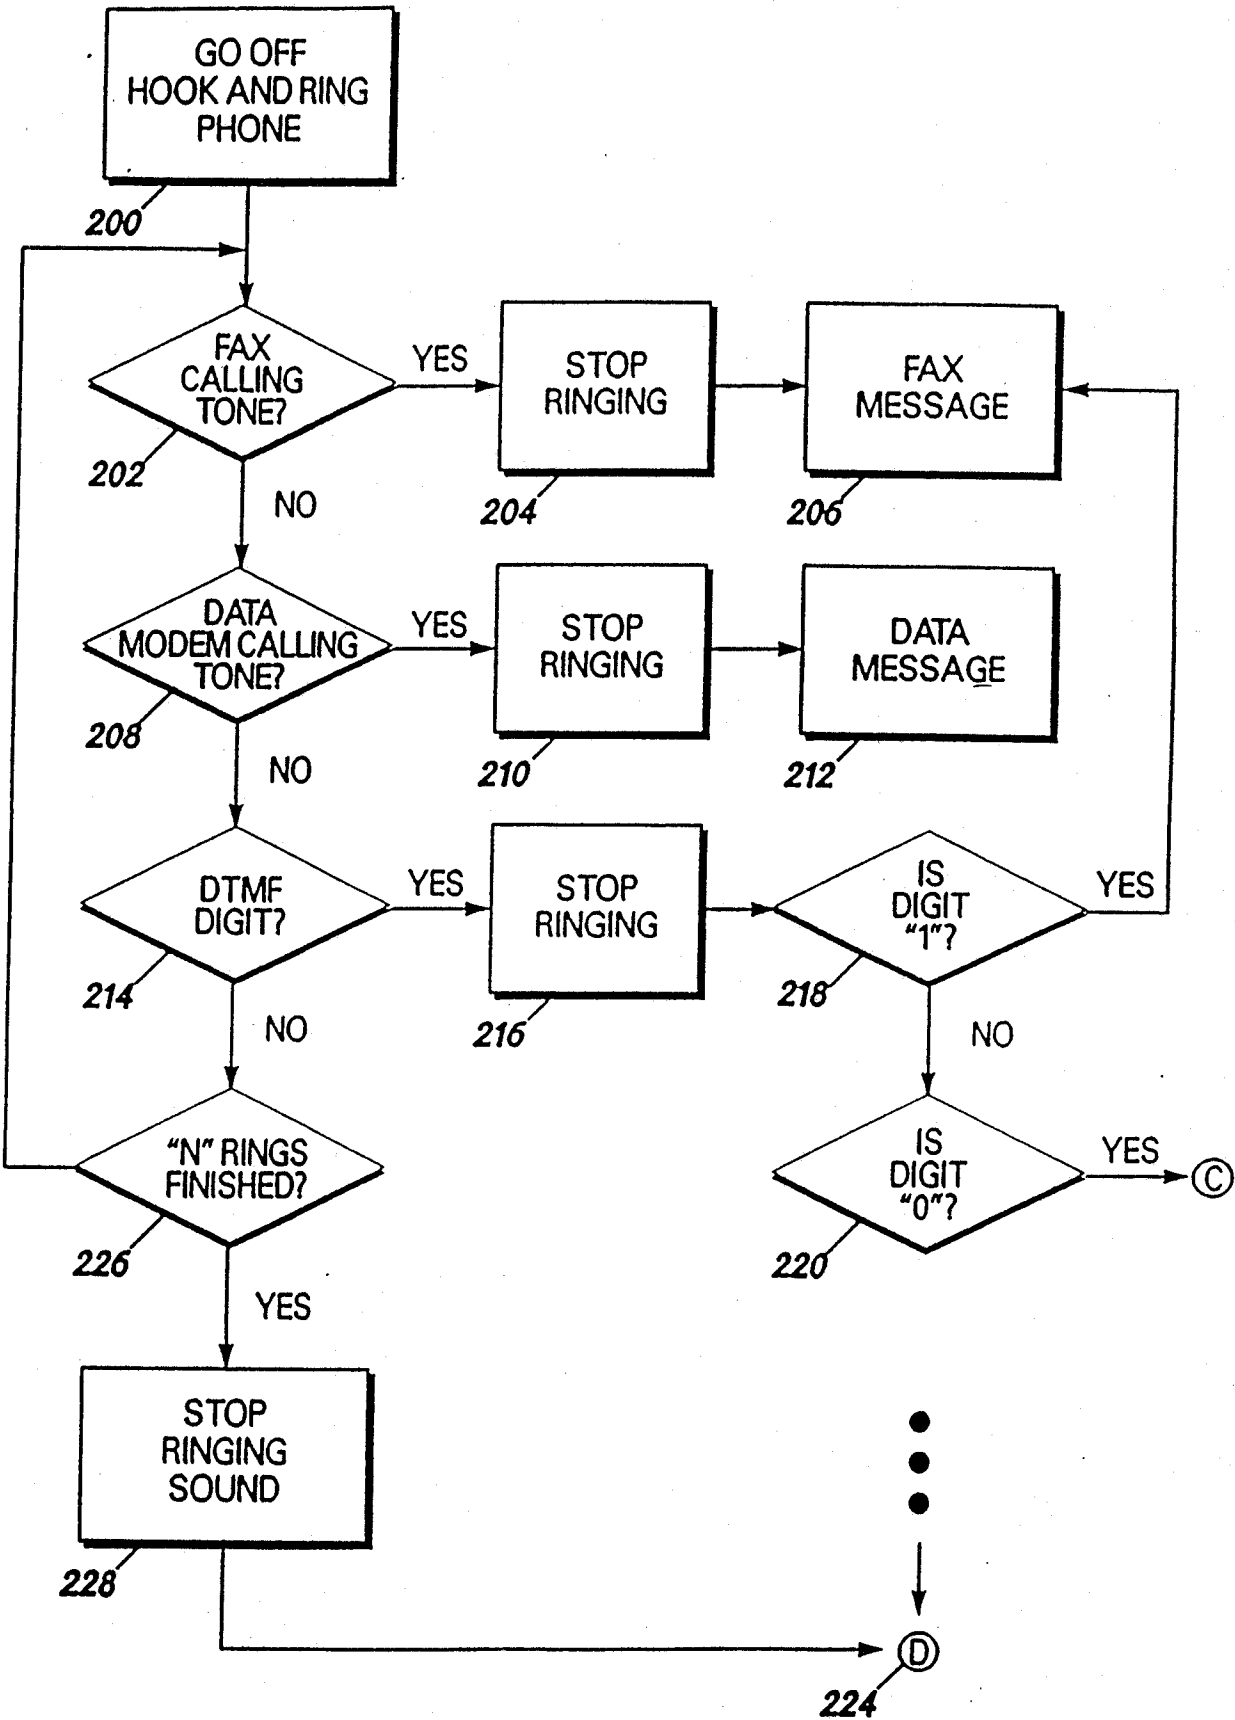 GO OFF
HOOK AND RING
PHONE
200
FAX
CALLING
TONE?
202
YES
STOP
RINGING
204
FAX
MESSAGE
206
NO
DATA
MODEM CALLING
TONE?
208
YES
STOP
RINGING
210
DATA
MESSAGE
212
NO
DTMF
DIGIT?
214
YES
STOP
RINGING
216
IS
DIGIT
"1"?
218
YES
NO
NO
"N" RINGS
FINISHED?
226
IS
DIGIT
"0"?
220
YES
C
YES
STOP
RINGING
SOUND
228
D
224